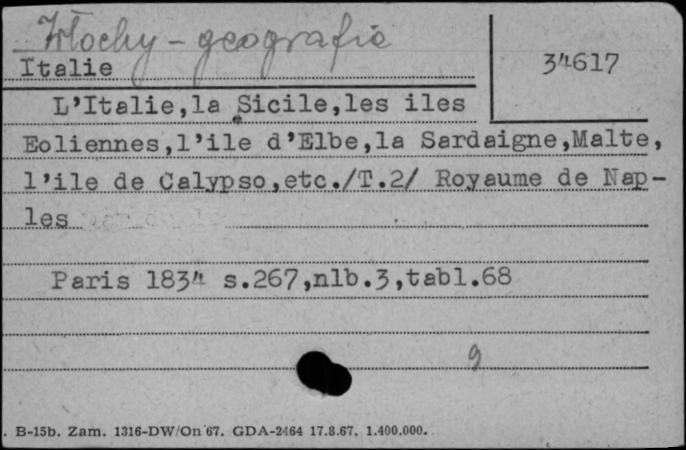 Włochy - geografia
Italie
34617
L'Italie,la Sicile,les iles
Eoliennes,l'ile d'Elbe,la Sardaigne,Malte,
l'ile de Calypso,etc./T.2/ Royaume de Nap-
les
Paris 1834 s.267,nlb.3,tabl.68
9
. B-15b. Zam. 1316-DW/On 67. GDA-2464 17.8.67. 1.400.000.